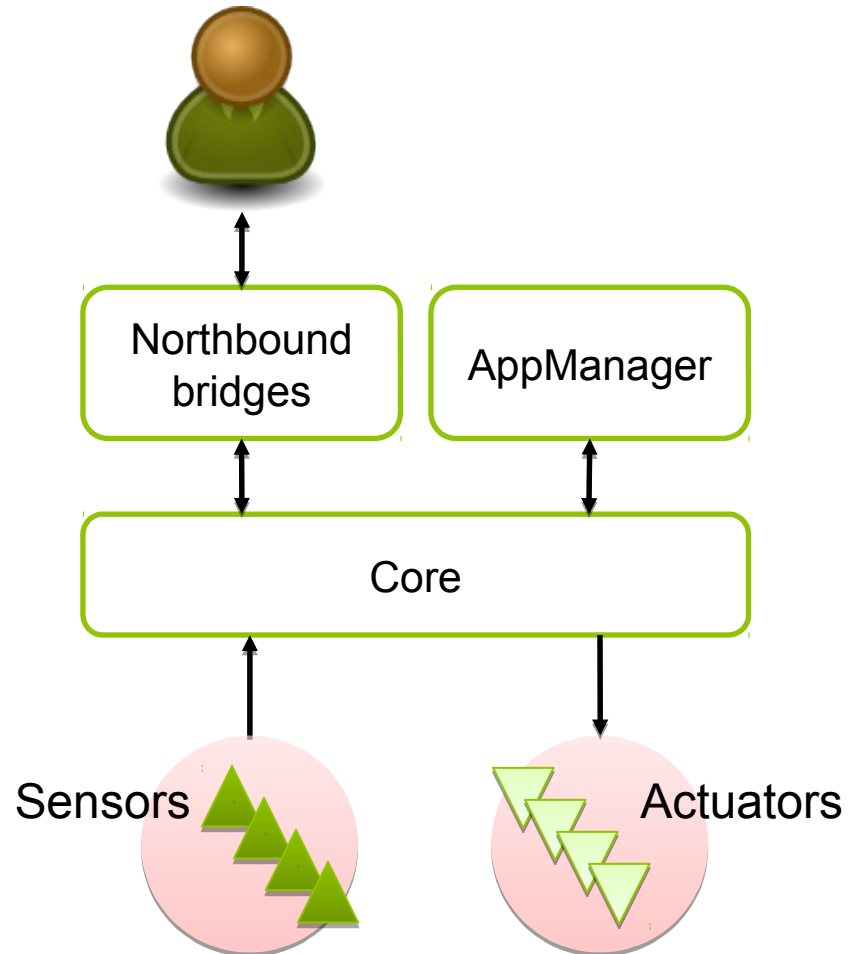 Northbound
bridges
AppManager
Core
Sensors
Actuators